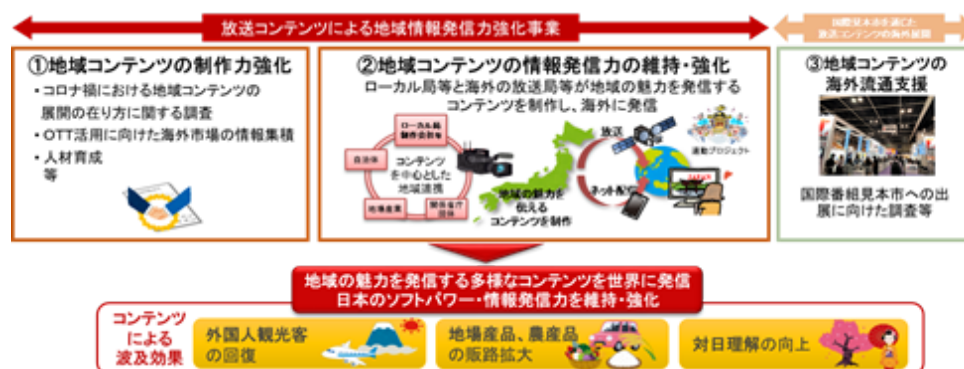 放送コンテンツによる地域情報発信力強化事業
国際見本市を通じた
放送コンテンツの海外展開
①地域コンテンツの制作力強化
・コロナ禍における地域コンテンツの
展開の在り方に関する調査
・OTT活用に向けた海外市場の情報集積
・人材育成
等
②地域コンテンツの情報発信力の維持・強化
ローカル局等と海外の放送局等が地域の魅力を発信する
コンテンツを制作し、海外に発信
ローカル局
制作会社等
自治体
コンテンツ
を中心とした
地域連携
地場産業
関係省庁
団体
地域の魅力を
伝える
コンテンツを制作
放送
ネット配信
連動プロジェクト
JAPAN
③地域コンテンツの
海外流通支援
国際番組見本市への出
展に向けた調査等
地域の魅力を発信する多様なコンテンツを世界に発信
日本のソフトパワー・情報発信力を維持・強化
コンテンツ
による
波及効果
外国人観光客
の回復
地場産品、農産品
の販路拡大
対日理解の向上